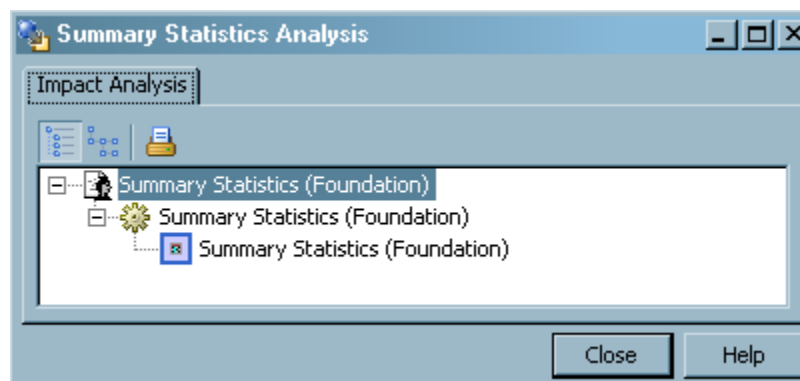 Summary Statistics Analysis
Impact Analysis
Summary Statistics (Foundation)
Summary Statistics (Foundation)
Summary Statistics (Foundation)
Close Help